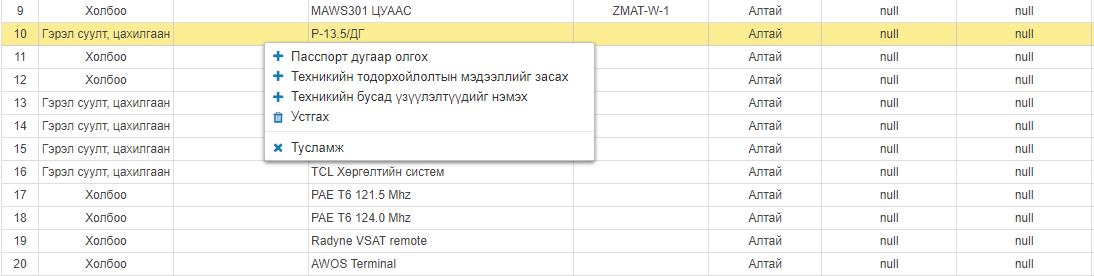 9 Холбоо MAWS301 ЦУААС ZMAT-W-1 Алтай null null
10 Гэрэл суулт, цахилгаан P-13.5/ДГ Алтай null null
11 Холбоо Алтай null null
Пасспорт дугаар олгох
12 Холбоо Алтай null null
Техникийн тодорхойлолтын мэдээллийг засах
13 Гэрэл суулт, цахилгаан Алтай null null
Техникийн бусад үзүүлэлтүүдийг нэмэх
14 Гэрэл суулт, цахилгаан Алтай null null
Устгах
15 Гэрэл суулт, цахилгаан Алтай null null
Тусламж
16 Гэрэл суулт, цахилгаан TCL Хөргөлтийн систем Алтай null null
17 Холбоо PAE T6 121.5 Mhz Алтай null null
18 Холбоо PAE T6 124.0 Mhz Алтай null null
19 Холбоо Radyne VSAT remote Алтай null null
20 Холбоо AWOS Terminal Алтай null null